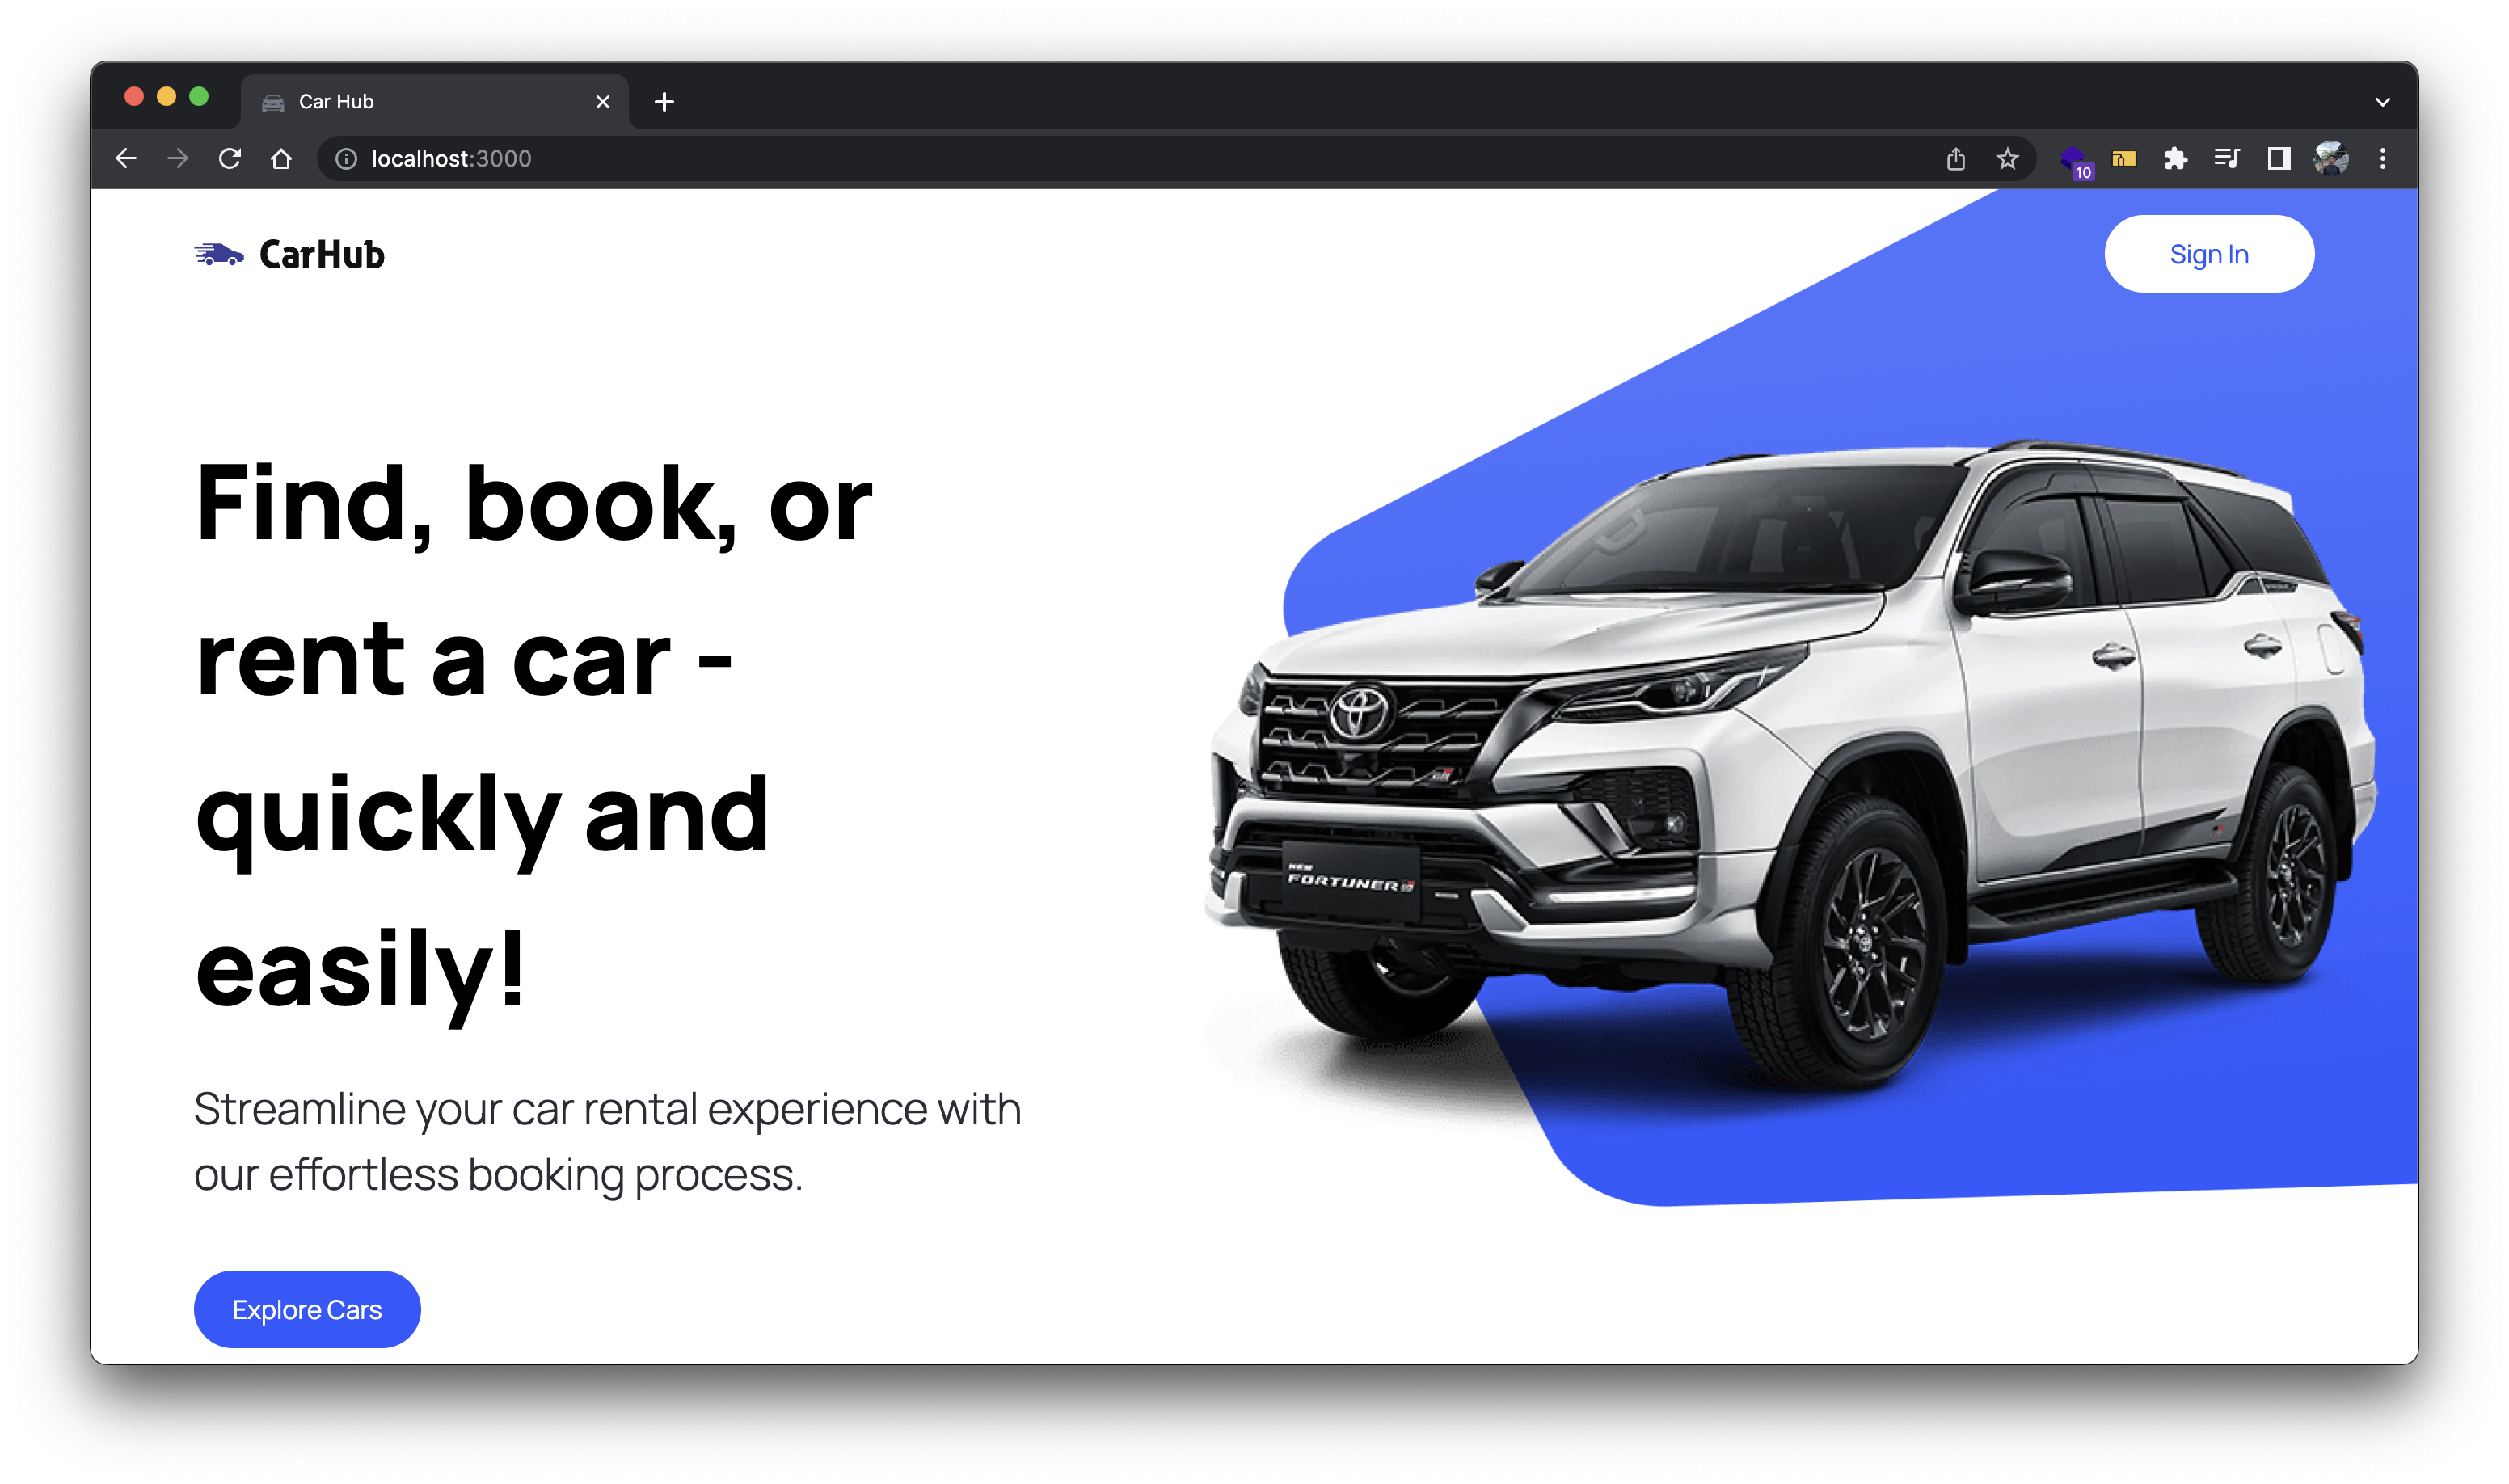 Car Hub
localhost:3000
10
CarHub
Sign In
Find, book, or
rent a car -
quickly and
easily!
NEW
FORTUNER
Streamline your car rental experience with
our effortless booking process.
Explore Cars